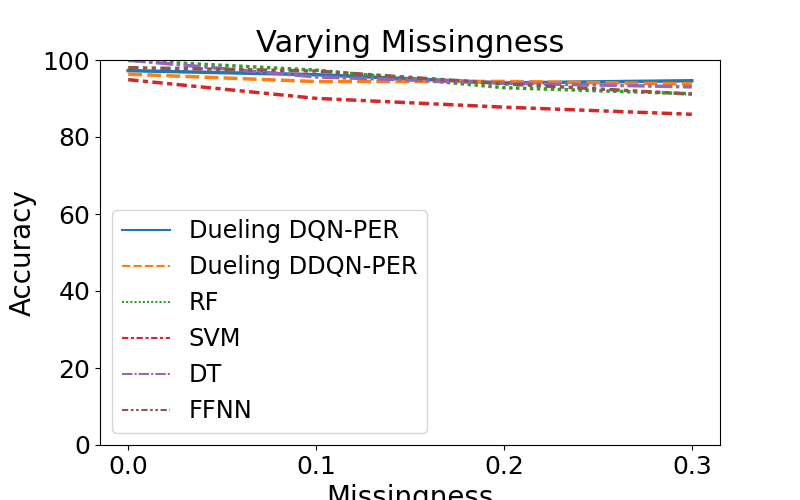 Varying Missingness
Accuracy
100
80
60
40
20
0
Dueling DQN-PER
Dueling DDQN-PER
RF
SVM
DT
FFNN
0.0 0.1 0.2 0.3
Missingness